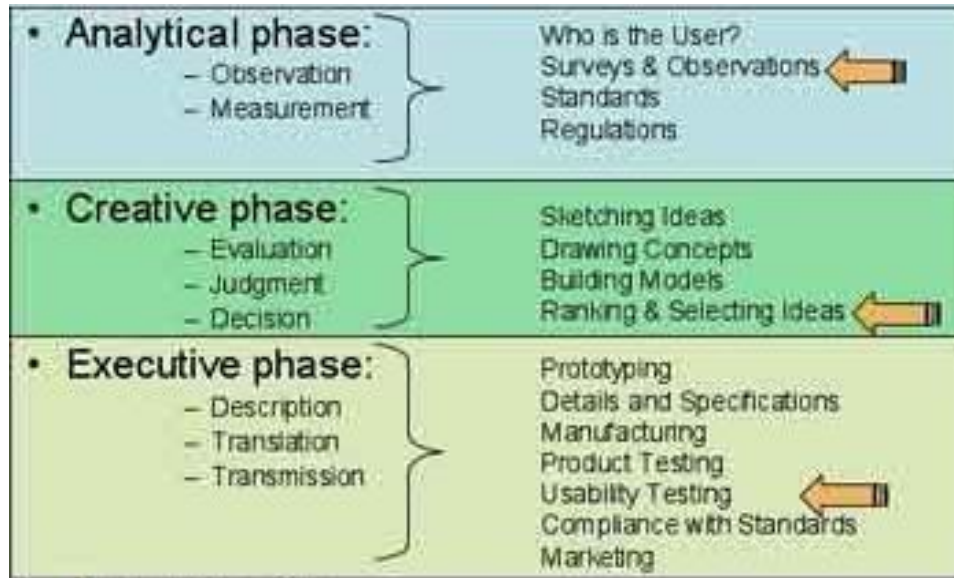 • Analytical phase:
– Observation
– Measurement
Who is the User?
Surveys & Observations
Standards
Regulations
• Creative phase:
– Evaluation
– Judgment
– Decision
Sketching Ideas
Drawing Concepts
Building Models
Ranking & Selecting Ideas
• Executive phase:
– Description
– Translation
– Transmission
Prototyping
Details and Specifications
Manufacturing
Product Testing
Usability Testing
Compliance with Standards
Marketing